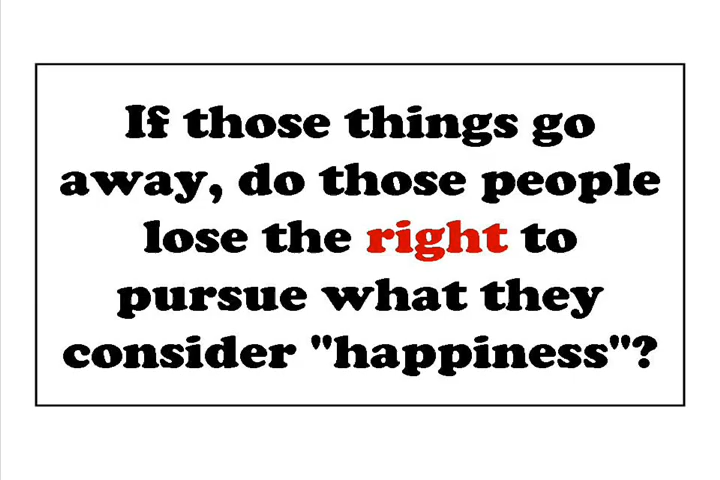 If those things go
away, do those people
lose the right to
pursue what they
consider "happiness"?